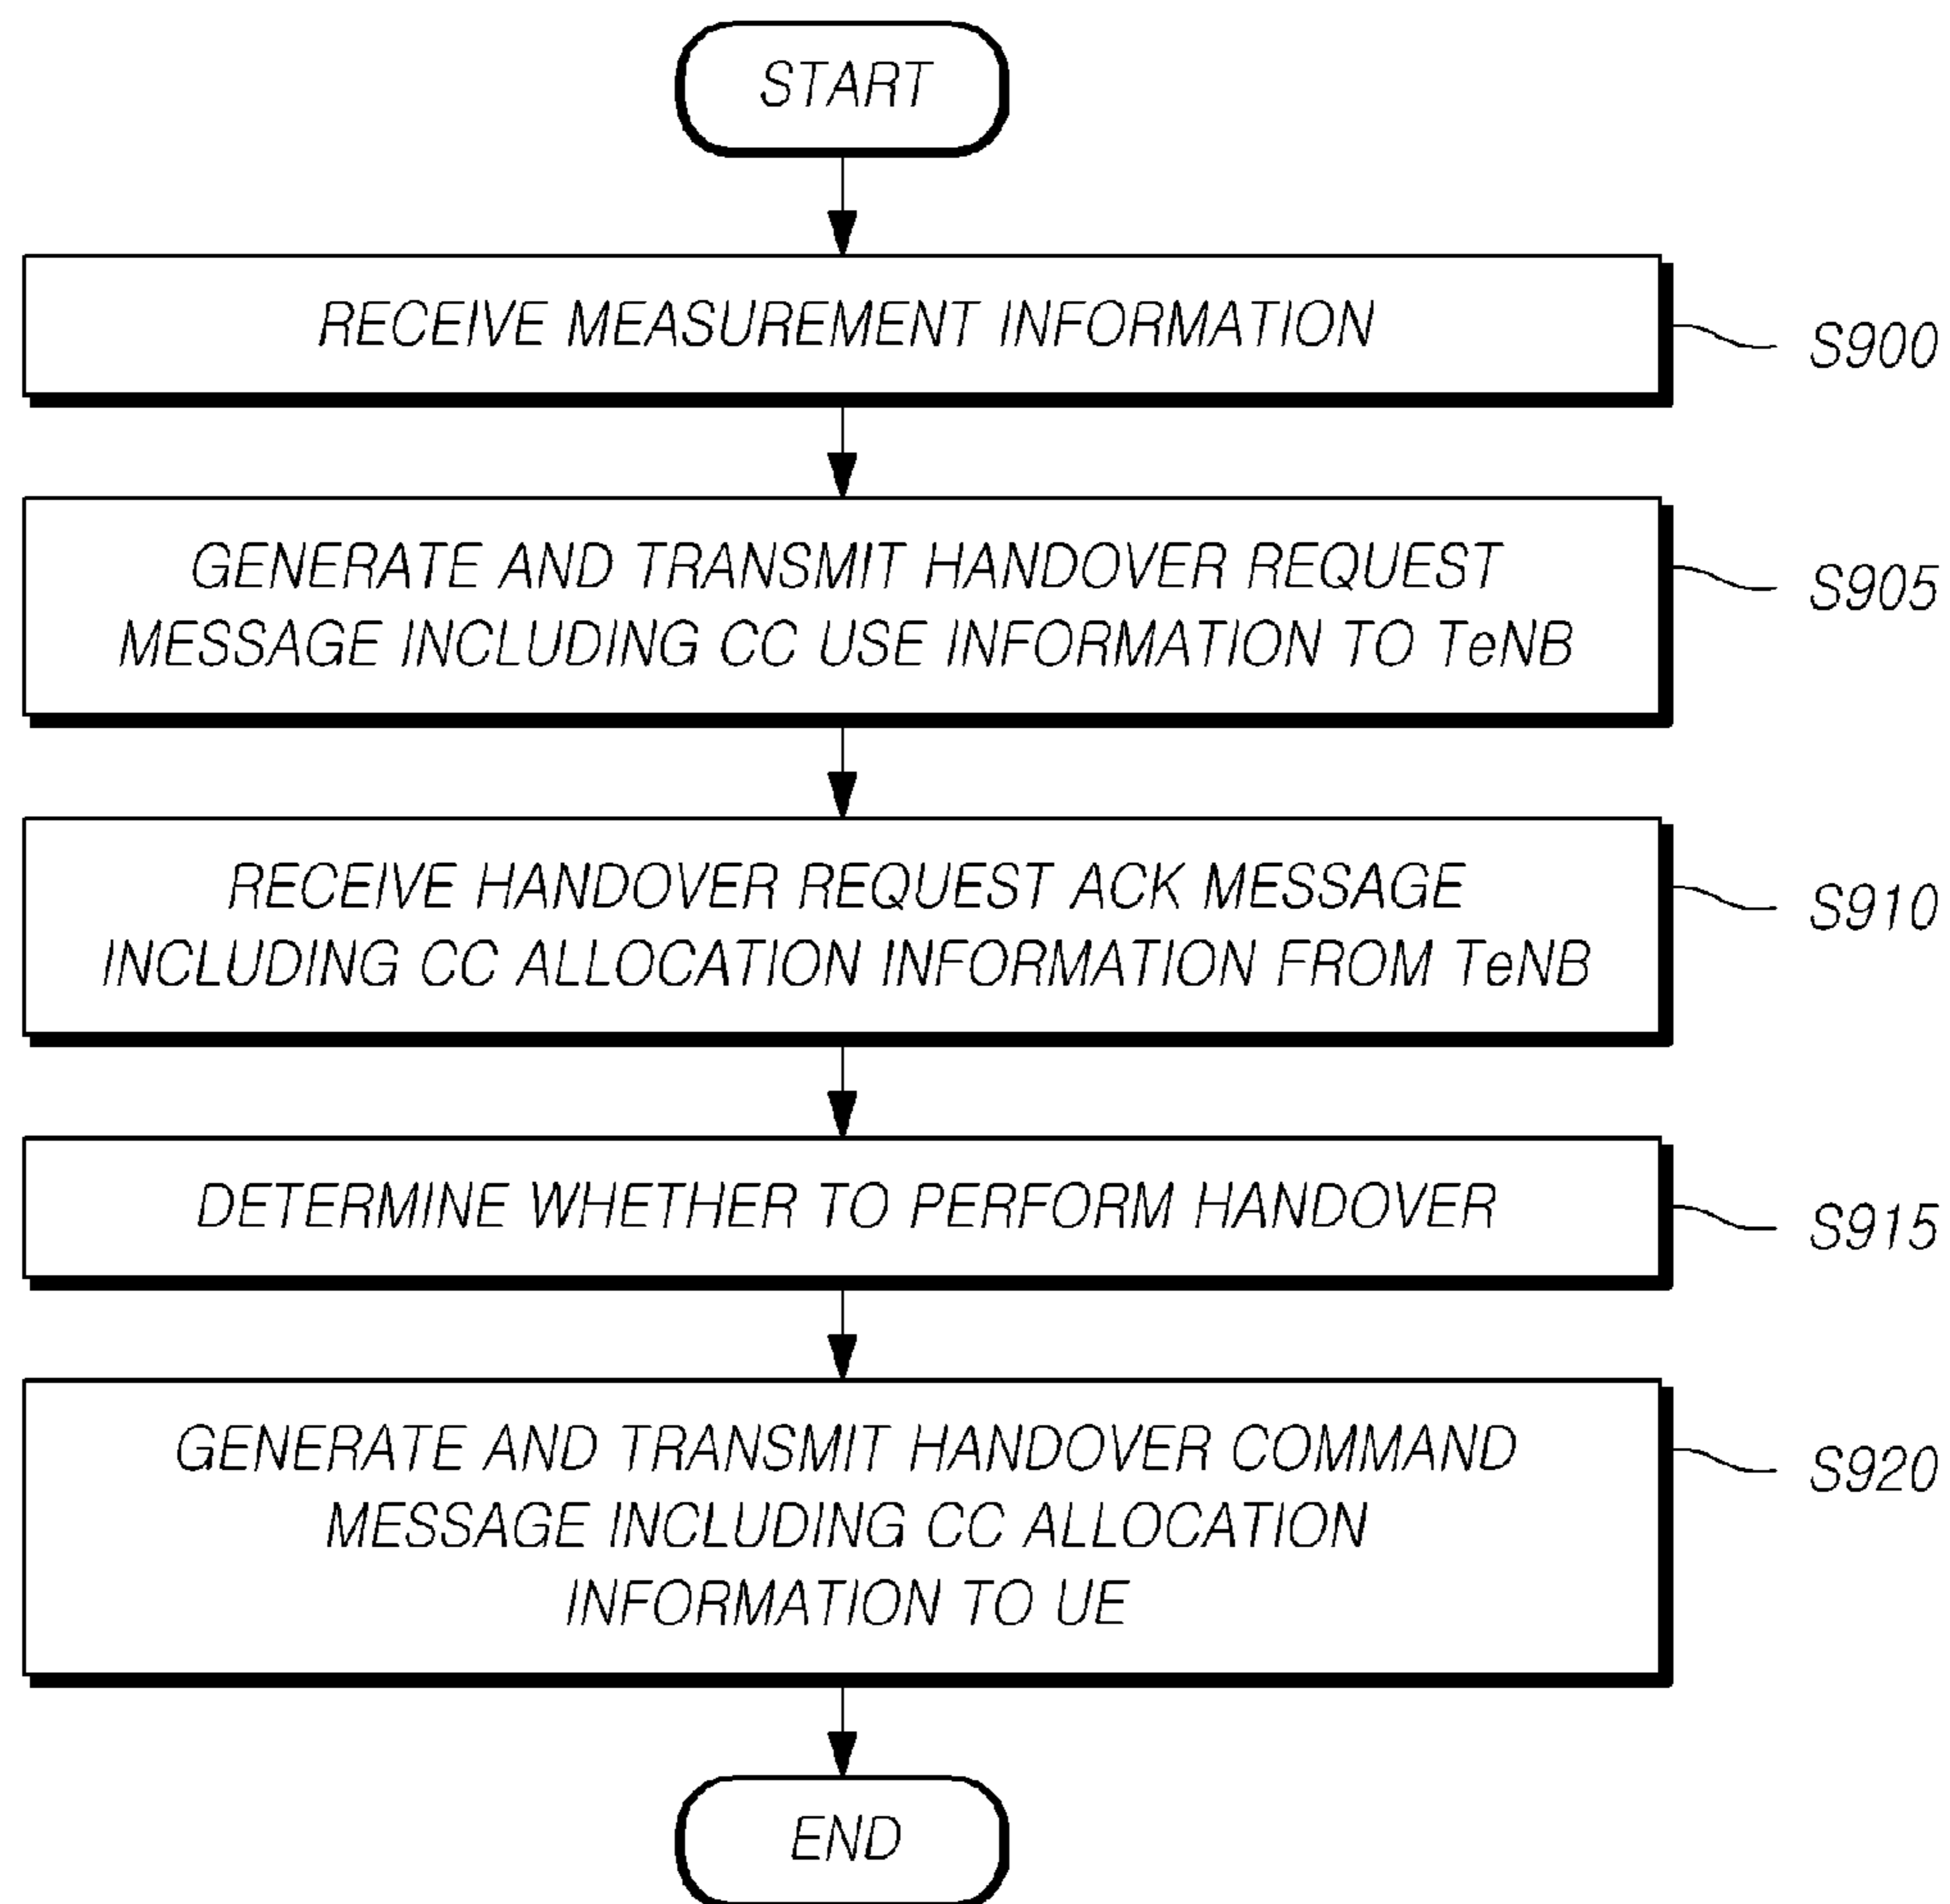 START
RECEIVE MEASUREMENT INFORMATION
S900
GENERATE AND TRANSMIT HANDOVER REQUEST
MESSAGE INCLUDING CC USE INFORMATION TO TeNB
S905
RECEIVE HANDOVER REQUEST ACK MESSAGE
INCLUDING CC ALLOCATION INFORMATION FROM TeNB
S910
DETERMINE WHETHER TO PERFORM HANDOVER
S915
GENERATE AND TRANSMIT HANDOVER COMMAND
MESSAGE INCLUDING CC ALLOCATION
INFORMATION TO UE
S920
END